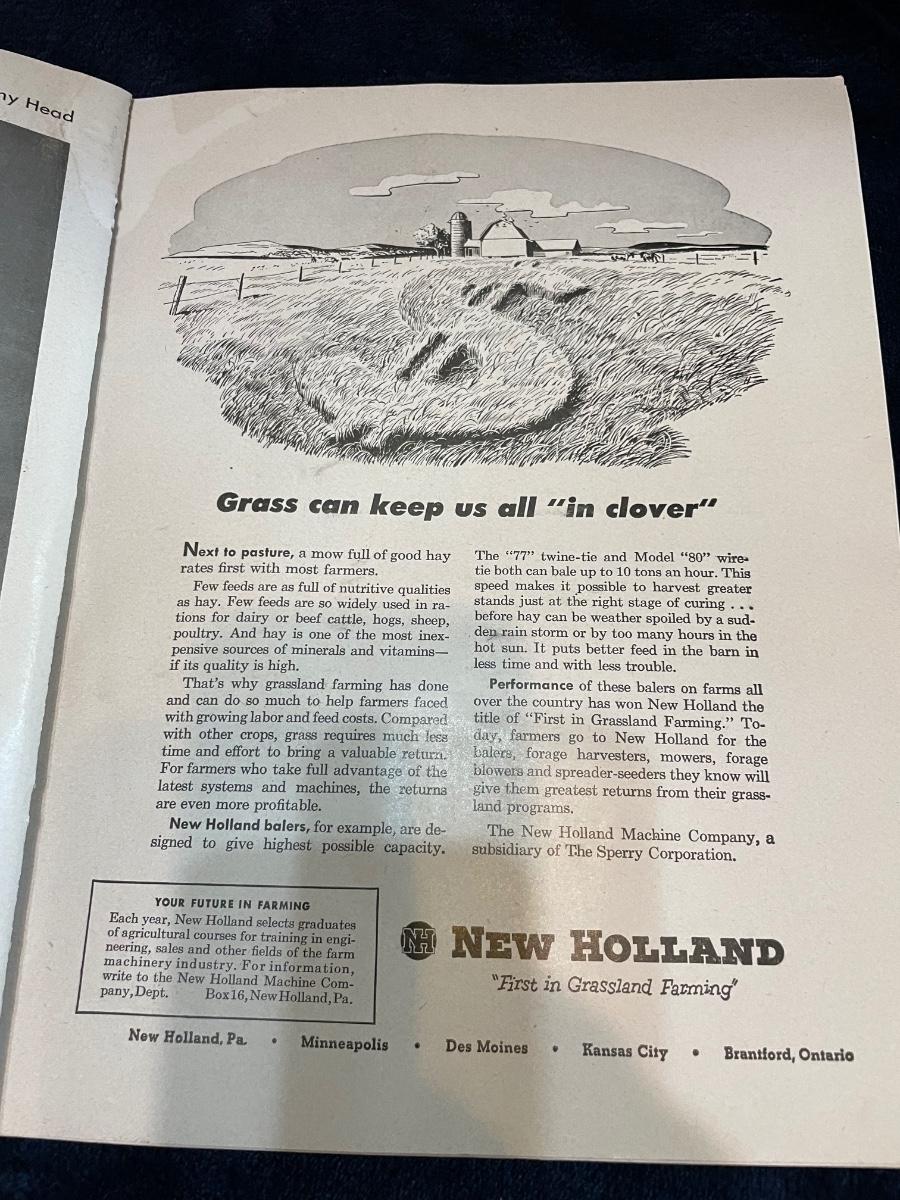 ny Head
Grass can keep us all "in clover"
Next to pasture, a mow full of good hay
rates first with most farmers.
Few feeds are as full of nutritive qualities
as hay. Few feeds are so widely used in ra-
tions for dairy or beef cattle, hogs, sheep,
poultry. And hay is one of the most inex-
pensive sources of minerals and vitamins—
if its quality is high.
That's why grassland farming has done
and can do so much to help farmers faced
with growing labor and feed costs. Compared
with other crops, grass requires much less
time and effort to bring a valuable return.
For farmers who take full advantage of the
latest systems and machines, the returns
are even more profitable.
New Holland balers, for example, are de-
signed to give highest possible capacity.
The "77" twine-tie and Model "80" wire-
tie both can bale up to 10 tons an hour. This
speed makes it possible to harvest greater
stands just at the right stage of curing . . .
before hay can be weather spoiled by a sud-
den rain storm or by too many hours in the
hot sun. It puts better feed in the barn in
less time and with less trouble.
Performance of these balers on farms all
over the country has won New Holland the
title of "First in Grassland Farming." To-
day, farmers go to New Holland for the
balers, forage harvesters, mowers, forage
blowers and spreader-seeders they know will
give them greatest returns from their grass-
land programs.
The New Holland Machine Company, a
subsidiary of The Sperry Corporation.
YOUR FUTURE IN FARMING
Each year, New Holland selects graduates
of agricultural courses for training in engi-
neering, sales and other fields of the farm
machinery industry. For information,
write to the New Holland Machine Com-
pany, Dept. Box 16, New Holland, Pa.
NH NEW HOLLAND
"First in Grassland Farming"
New Holland, Pa. • Minneapolis • Des Moines • Kansas City • Brantford, Ontario